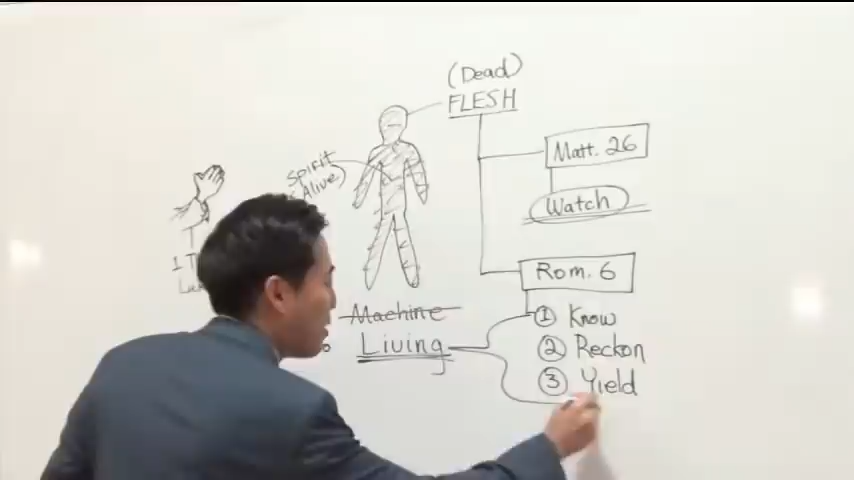 (Dead)
FLESH
Matt. 26
Watch
Spirit
Alive)
Rom. 6
Machine
Living
① Know
② Reckon
③ Yield